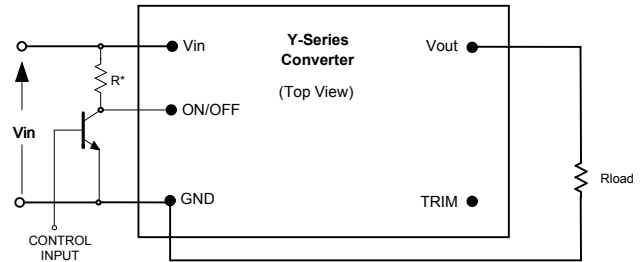 Y-Series
Converter
(Top View)
Vin
Vout
R*
ON/OFF
Vin
GND
TRIM
Rload
CONTROL
INPUT